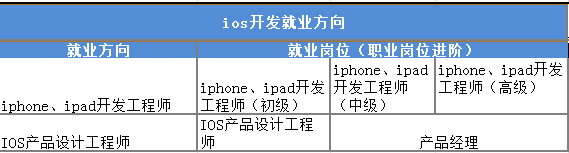 ios开发就业方向
就业方向
就业岗位（职业岗位进阶）
iphone、ipad开发工程师
iphone、ipad开发
工程师（初级）
iphone、ipad
开发工程师
（中级）
iphone、ipad开发
工程师（高级）
IOS产品设计工程师
IOS产品设计工程
师
产品经理